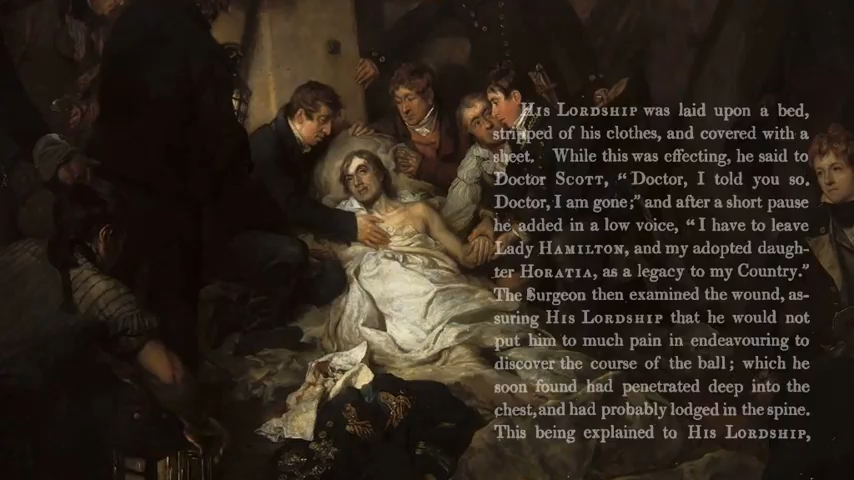 HIS LORDSHIP was laid upon a bed,
stripped of his clothes, and covered with a
sheet. While this was effecting, he said to
Doctor SCOTT, “Doctor, I told you so.
Doctor, I am gone;” and after a short pause
he added in a low voice, “I have to leave
Lady HAMILTON, and my adopted daugh-
ter HORATIA, as a legacy to my Country.”
The Surgeon then examined the wound, as-
suring HIS LORDSHIP that he would not
put him to much pain in endeavouring to
discover the course of the ball; which he
soon found had penetrated deep into the
chest, and had probably lodged in the spine.
This being explained to HIS LORDSHIP,